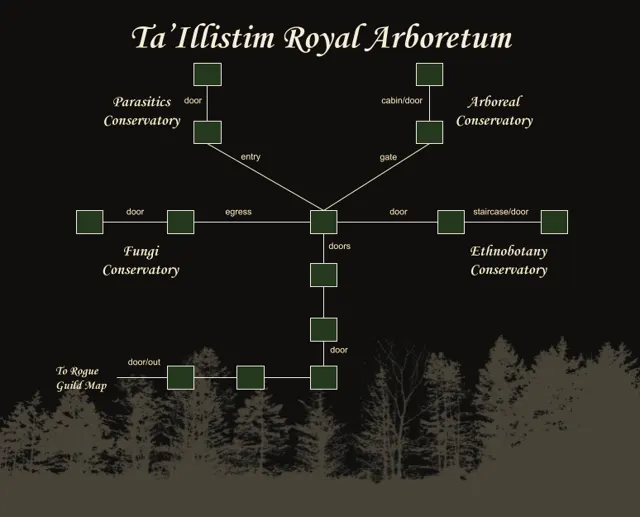 Ta'Illistim Royal Arboretum
Parasitics
Conservatory
door
cabin/door
Arboreal
Conservatory
entry
gate
door
egress
door
staircase/door
Fungi
Conservatory
doors
Ethnobotany
Conservatory
door
door/out
To Rogue
Guild Map